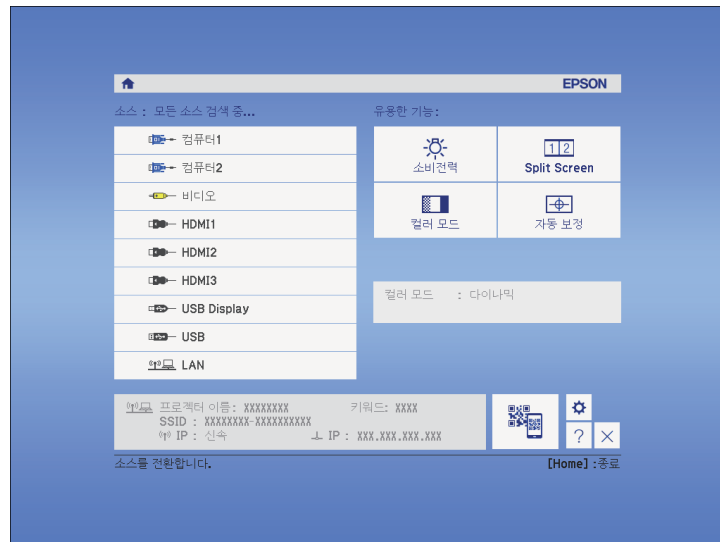 EPSON
소스 : 모든 소스 검색 중...
유용한 기능:
컴퓨터1
컴퓨터2
비디오
HDMI1
HDMI2
HDMI3
USB Display
USB
LAN
소비전력
1 2
Split Screen
컬러 모드
자동 보정
컬러 모드 : 다이나믹
프로젝터 이름: XXXXXXXX 키워드: XXXX
SSID : XXXXXXXX-XXXXXXXXXX
IP : 신속 IP : XXX.XXX.XXX.XXX
?
소스를 전환합니다.
[Home] :종료